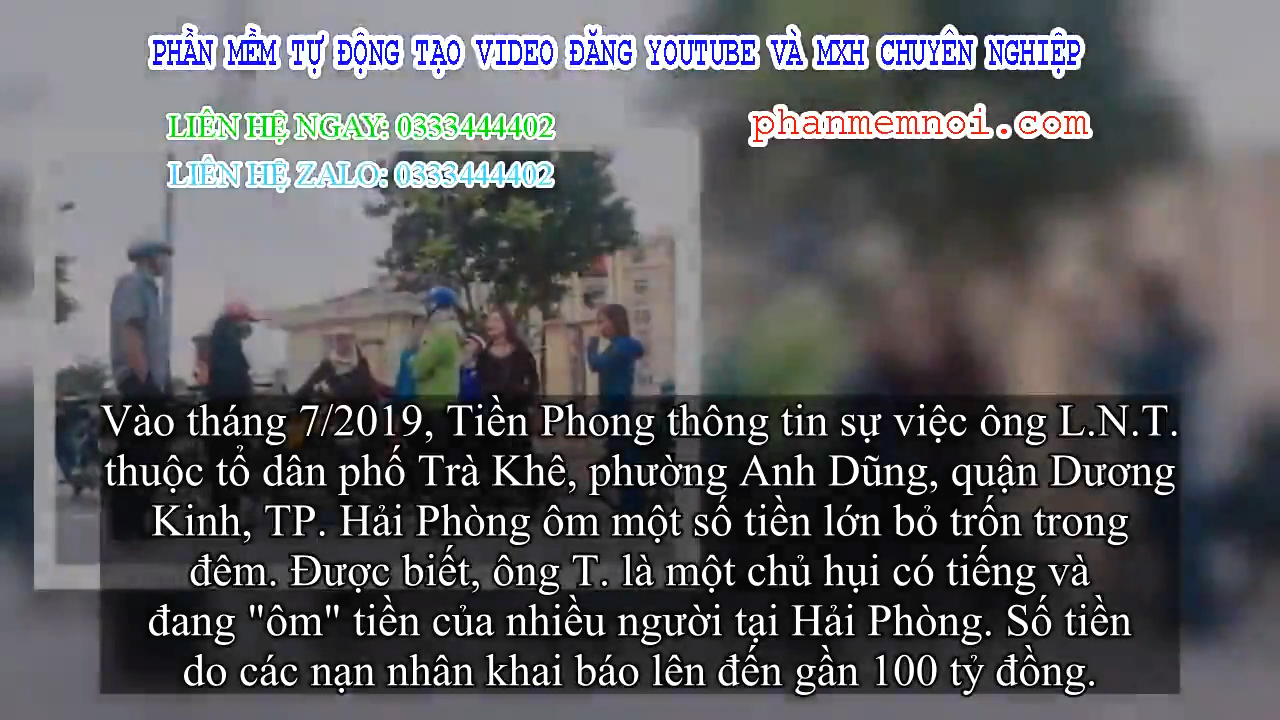 PHẦN MỀM TỰ ĐỘNG TẠO VIDEO ĐĂNG YOUTUBE VÀ MXH CHUYÊN NGHIỆP
LIÊN HỆ NGAY: 0333444402
phanmemnoi.com
LIÊN HỆ ZALO: 0333444402
Vào tháng 7/2019, Tiền Phong thông tin sự việc ông L.N.T.
thuộc tổ dân phố Trà Khê, phường Anh Dũng, quận Dương
Kinh, TP. Hải Phòng ôm một số tiền lớn bỏ trốn trong
đêm. Được biết, ông T. là một chủ hụi có tiếng và
đang "ôm" tiền của nhiều người tại Hải Phòng. Số tiền
do các nạn nhân khai báo lên đến gần 100 tỷ đồng.